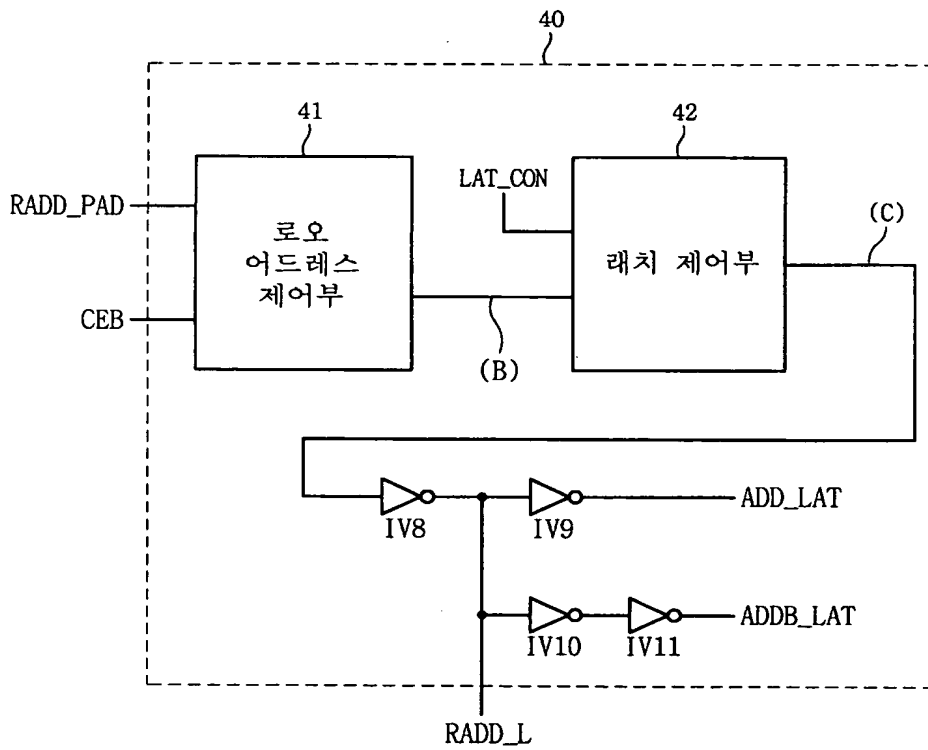 40
41
42
RADD_PAD
LAT_CON
(C)
로오
어드레스
제어부
래치 제어부
CEB
(B)
IV8
IV9
ADD_LAT
IV10
IV11
ADDB_LAT
RADD_L